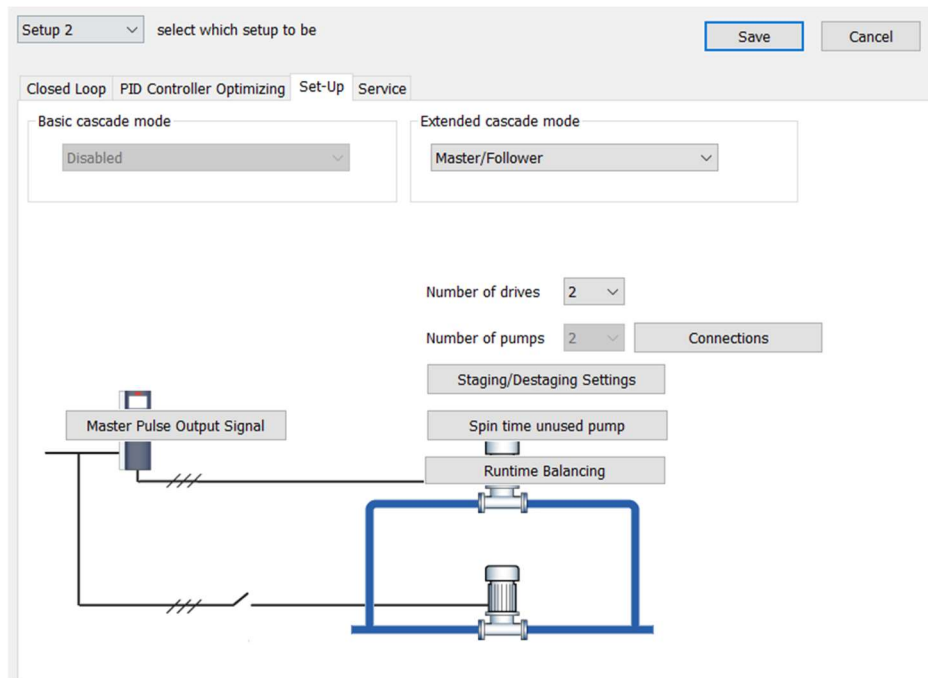 Setup 2 select which setup to be
Save Cancel
Closed Loop PID Controller Optimizing Set-Up Service
Basic cascade mode Extended cascade mode
Disabled Master/Follower
Number of drives 2
Number of pumps 2 Connections
Staging/Destaging Settings
Master Pulse Output Signal Spin time unused pump
Runtime Balancing